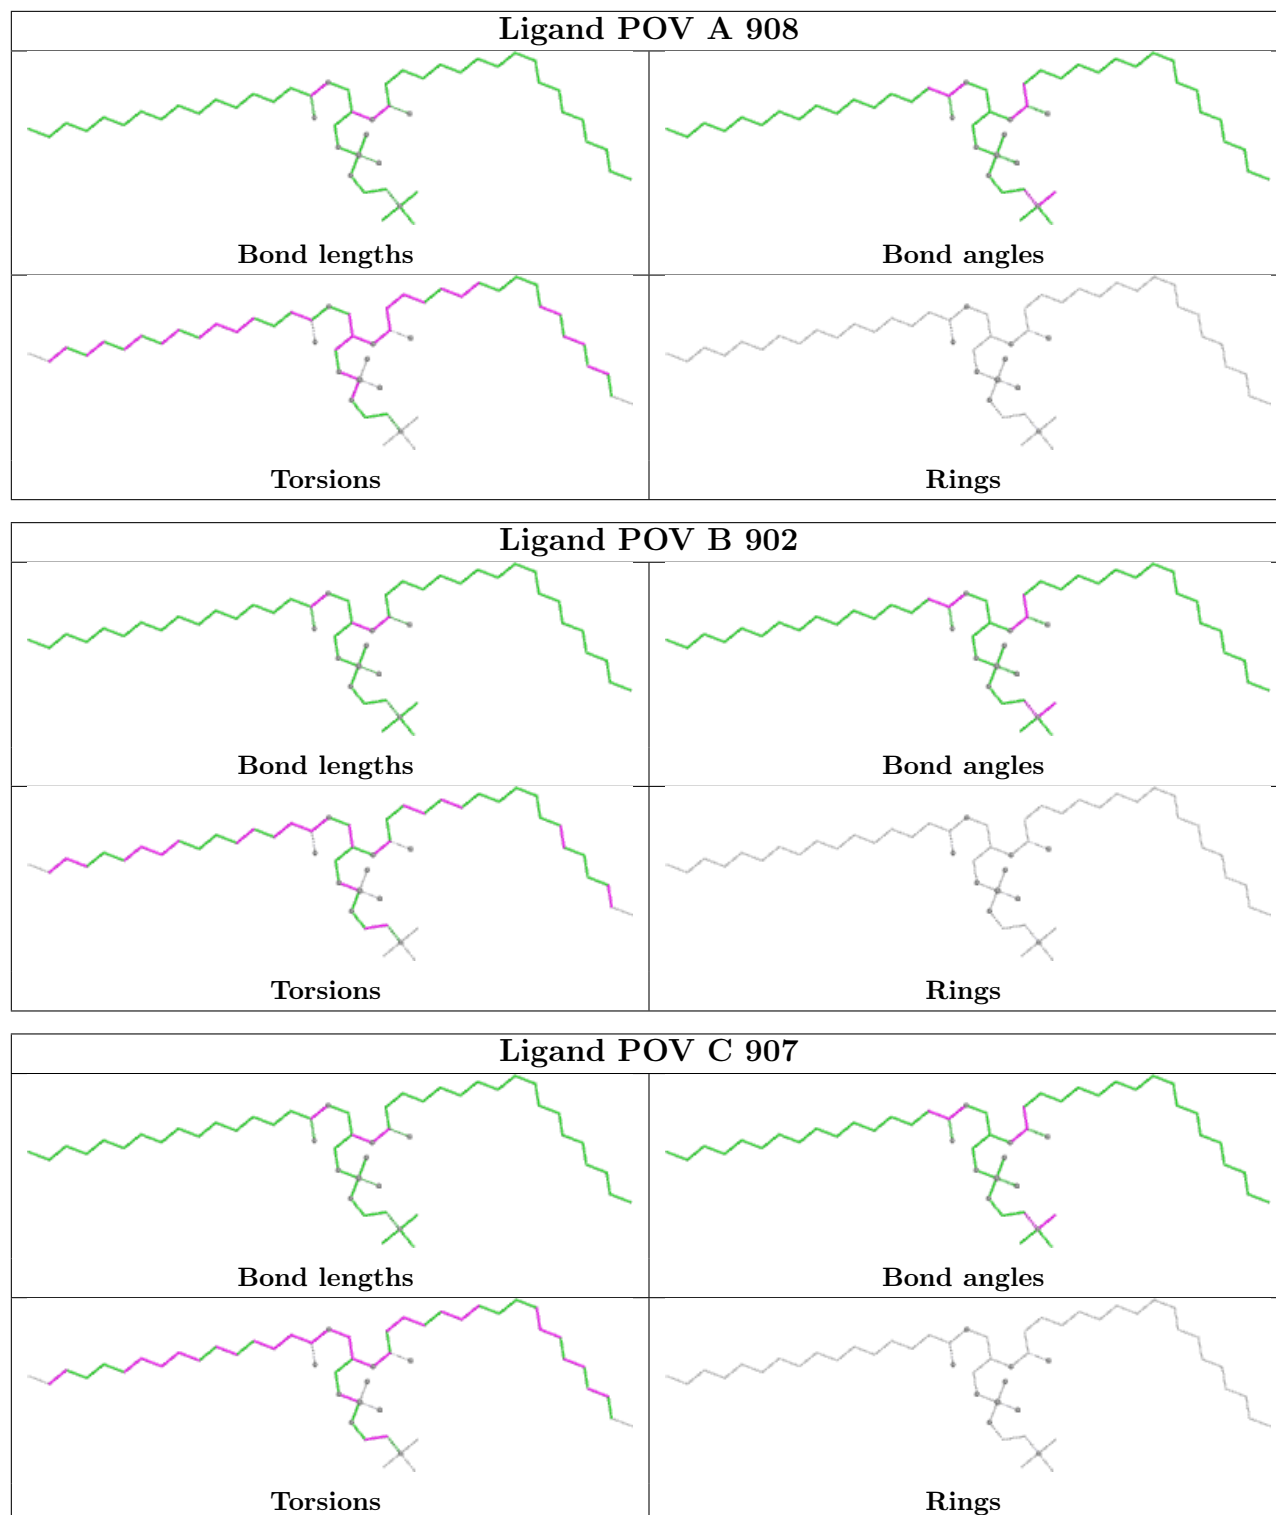 Ligand POV A 908
Bond lengths
Bond angles
Torsions
Rings
Ligand POV B 902
Bond lengths
Bond angles
Torsions
Rings
Ligand POV C 907
Bond lengths
Bond angles
Torsions
Rings